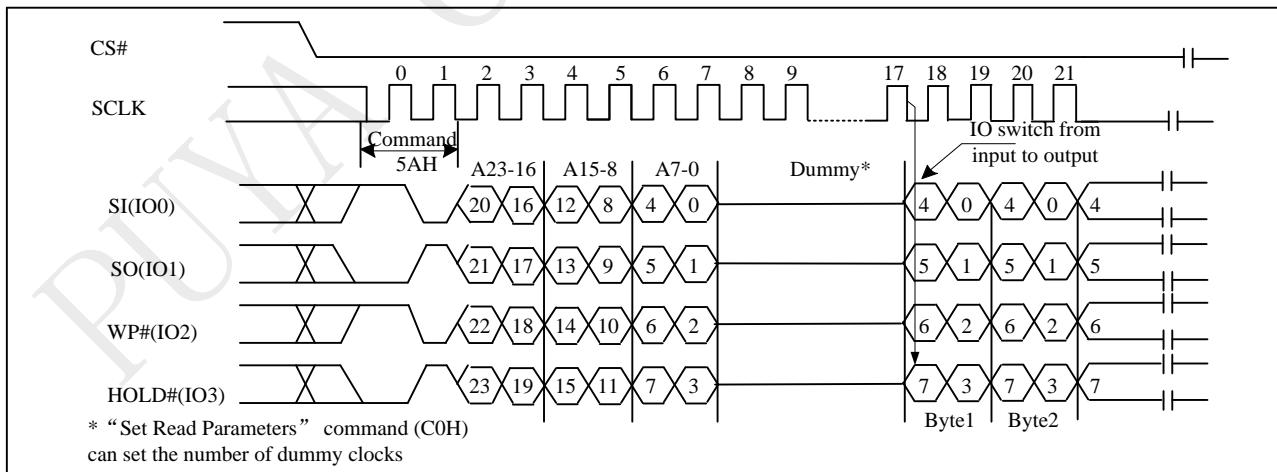 PUYA
CS#
0 1 2 3 4 5 6 7 8 9 17 18 19 20 21
SCLK
Command
5AH
IO switch from
input to output
A23-16 A15-8 A7-0 Dummy*
SI(IO0) 20 16 12 8 4 0 4 0 4 0 4
SO(IO1) 21 17 13 9 5 1 5 1 5 1 5
WP#(IO2) 22 18 14 10 6 2 6 2 6 2 6
HOLD#(IO3) 23 19 15 11 7 3 7 3 7 3 7
Byte1 Byte2
* “Set Read Parameters” command (C0H)
can set the number of dummy clocks